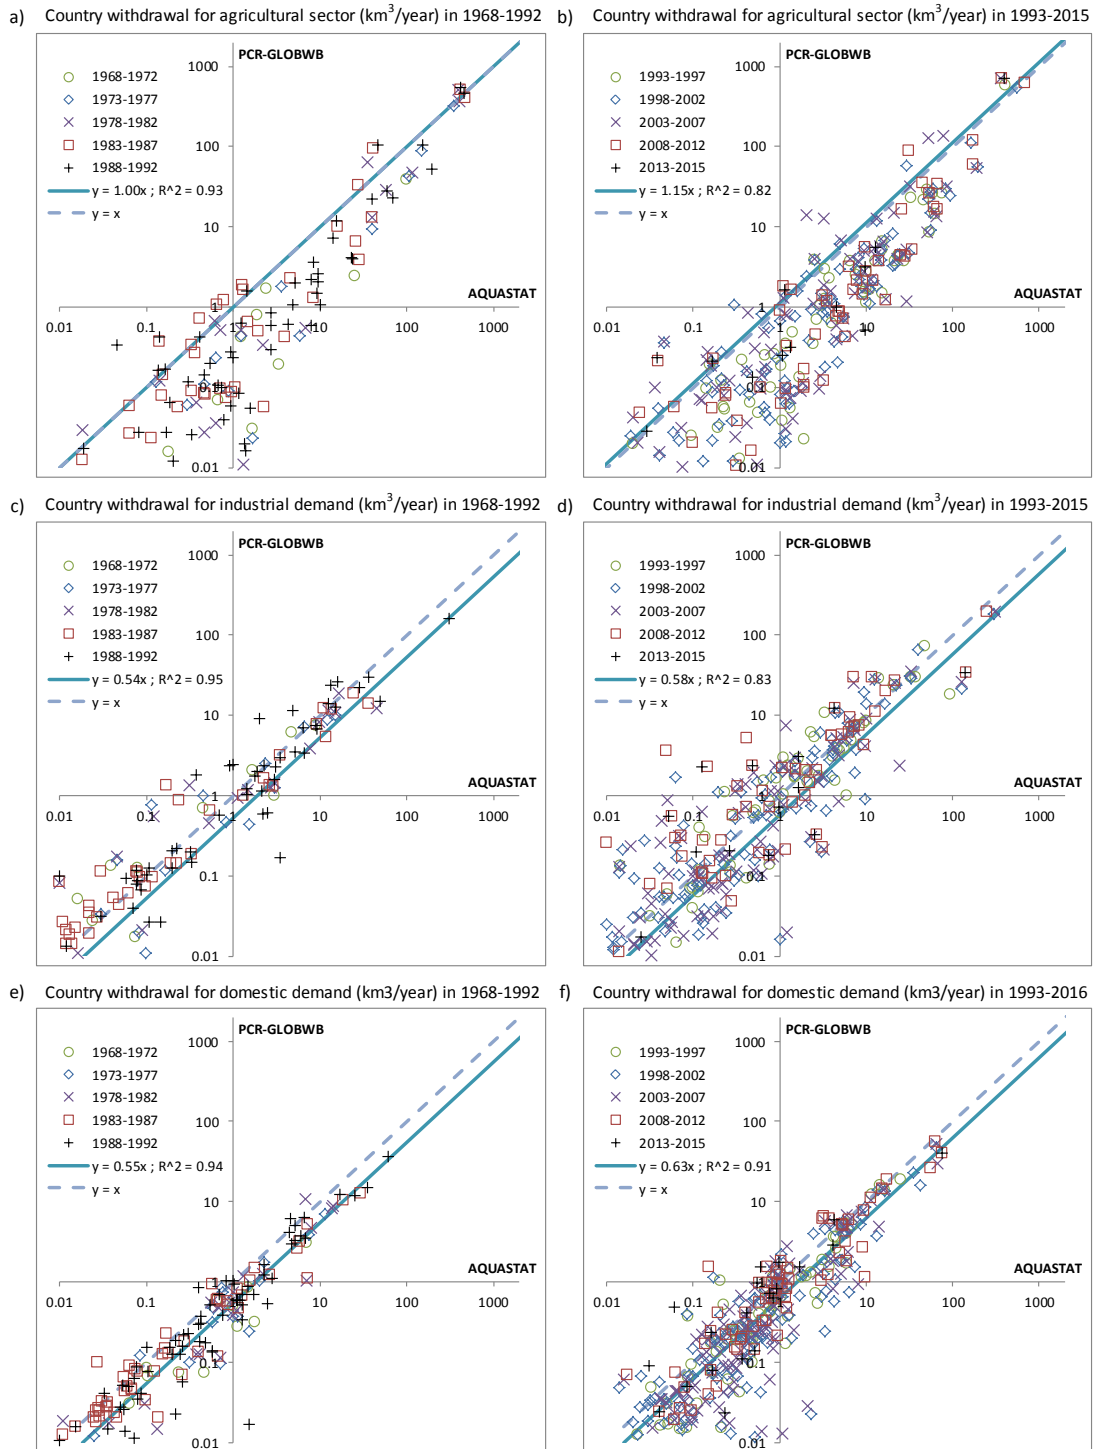 a) Country withdrawal for agricultural sector (km³/year) in 1968-1992
PCR-GLOBWB
1000
100
10
1
0.1
0.01
1968-1972
1973-1977
1978-1982
1983-1987
1988-1992
y = 1.00x ; R^2 = 0.93
y = x
AQUASTAT
0.01 0.1 1 10 100 1000
b) Country withdrawal for agricultural sector (km³/year) in 1993-2015
PCR-GLOBWB
1000
100
10
1
0.1
0.01
1993-1997
1998-2002
2003-2007
2008-2012
2013-2015
y = 1.15x ; R^2 = 0.82
y = x
AQUASTAT
0.01 0.1 1 10 100 1000
c) Country withdrawal for industrial demand (km³/year) in 1968-1992
PCR-GLOBWB
1000
100
10
1
0.1
0.01
1968-1972
1973-1977
1978-1982
1983-1987
1988-1992
y = 0.54x ; R^2 = 0.95
y = x
AQUASTAT
0.01 0.1 1 10 100 1000
d) Country withdrawal for industrial demand (km³/year) in 1993-2015
PCR-GLOBWB
1000
100
10
1
0.1
0.01
1993-1997
1998-2002
2003-2007
2008-2012
2013-2015
y = 0.58x ; R^2 = 0.83
y = x
AQUASTAT
0.01 0.1 1 10 100 1000
e) Country withdrawal for domestic demand (km3/year) in 1968-1992
PCR-GLOBWB
1000
100
10
1
0.1
0.01
1968-1972
1973-1977
1978-1982
1983-1987
1988-1992
y = 0.55x ; R^2 = 0.94
y = x
AQUASTAT
0.01 0.1 1 10 100 1000
f) Country withdrawal for domestic demand (km3/year) in 1993-2016
PCR-GLOBWB
1000
100
10
1
0.1
0.01
1993-1997
1998-2002
2003-2007
2008-2012
2013-2015
y = 0.63x ; R^2 = 0.91
y = x
AQUASTAT
0.01 0.1 1 10 100 1000